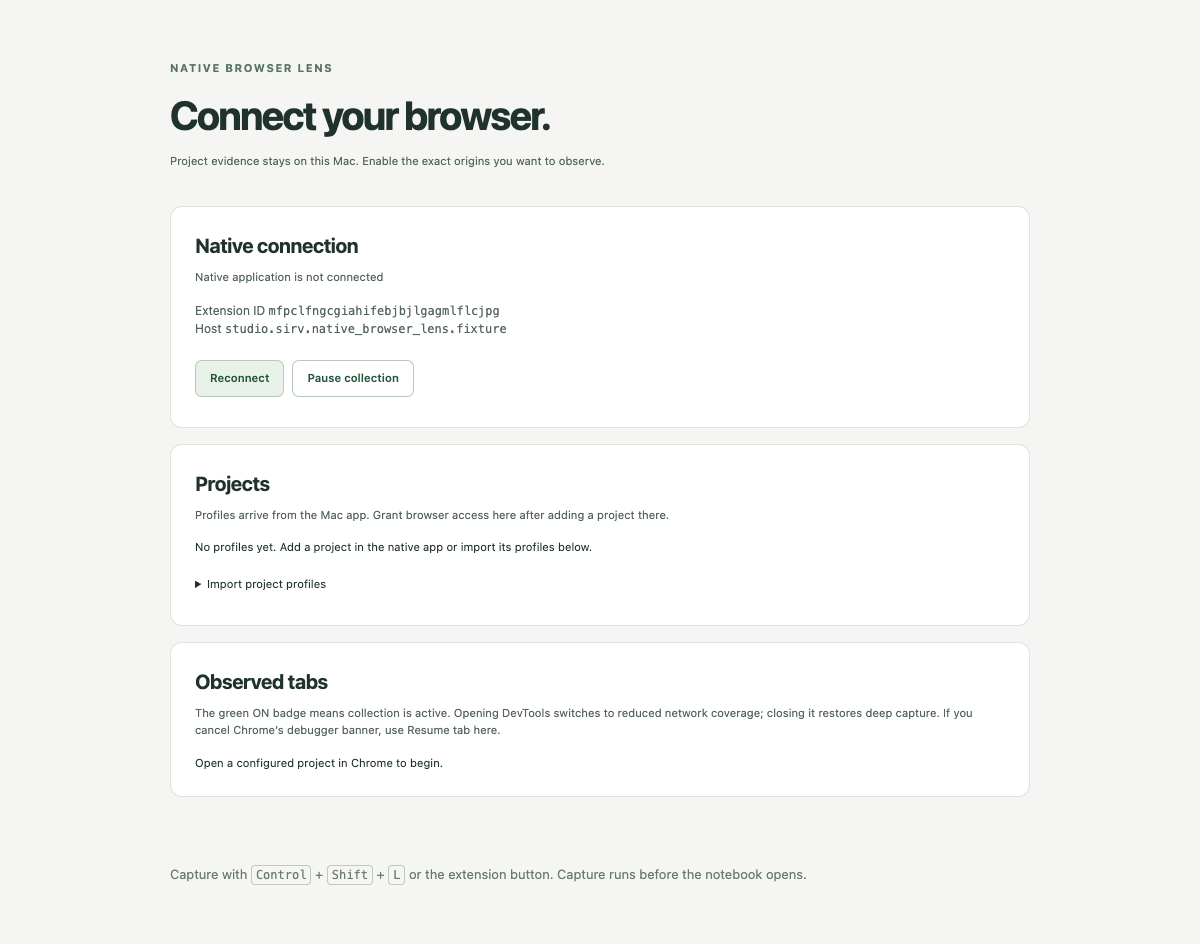 NATIVE BROWSER LENS
Connect your browser.
Project evidence stays on this Mac. Enable the exact origins you want to observe.
Native connection
Native application is not connected
Extension ID mfpclfngcgiahifebjbjlgagmlflcjpg
Host studio.sirv.native_browser_lens.fixture
Reconnect
Pause collection
Projects
Profiles arrive from the Mac app. Grant browser access here after adding a project there.
No profiles yet. Add a project in the native app or import its profiles below.
Import project profiles
Observed tabs
The green ON badge means collection is active. Opening DevTools switches to reduced network coverage; closing it restores deep capture. If you
cancel Chrome's debugger banner, use Resume tab here.
Open a configured project in Chrome to begin.
Capture with Control + Shift + L or the extension button. Capture runs before the notebook opens.